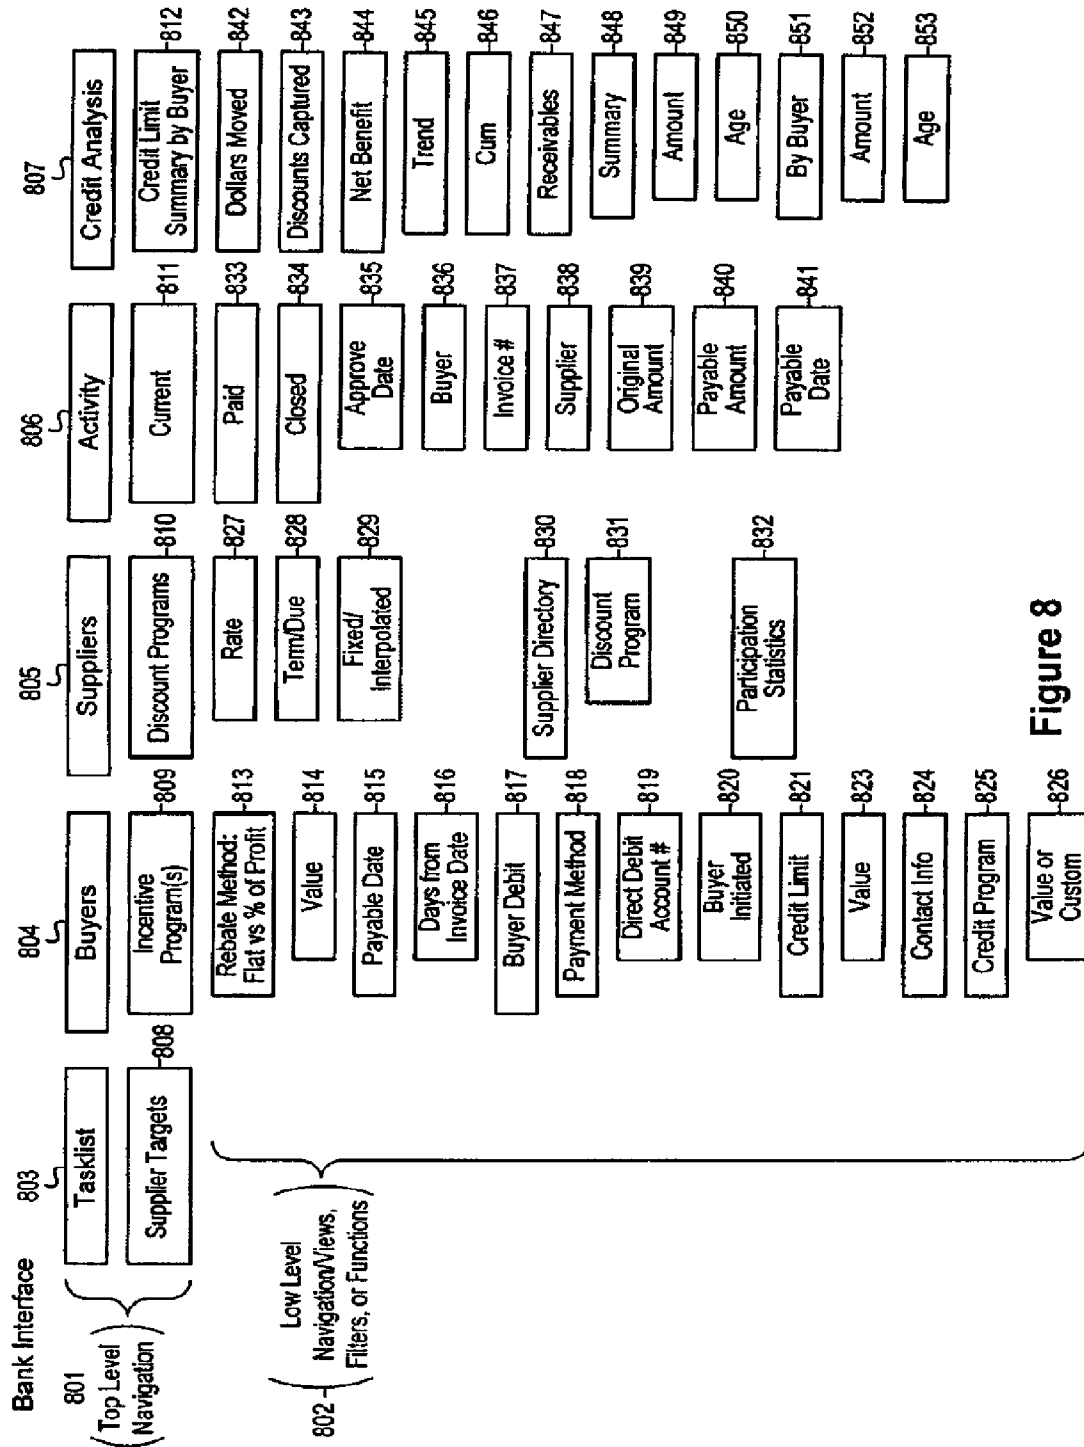 Bank Interface
801
Top Level
Navigation
802
Low Level
Navigation/Views,
Filters, or Functions
803
Tasklist
Supplier Targets
808
804
Buyers
Incentive
Program(s)
809
Rebate Method:
Flat vs % of Profit
813
Value
814
Payable Date
815
Days from
Invoice Date
816
Buyer Debit
817
Payment Method
818
Direct Debit
Account #
819
Buyer
Initiated
820
Credit Limit
821
Value
823
Contact Info
824
Credit Program
825
Value or
Custom
826
805
Suppliers
Discount Programs
810
Rate
827
Term/Due
828
Fixed/
Interpolated
829
Supplier Directory
830
Discount
Program
831
Participation
Statistics
832
806
Activity
Current
811
Paid
833
Closed
834
Approve
Date
835
Buyer
836
Invoice #
837
Supplier
838
Original
Amount
839
Payable
Amount
840
Payable
Date
841
807
Credit Analysis
Credit Limit
Summary by Buyer
812
Dollars Moved
842
Discounts Captured
843
Net Benefit
844
Trend
845
Cum
846
Receivables
847
Summary
848
Amount
849
Age
850
By Buyer
851
Amount
852
Age
853
Figure 8